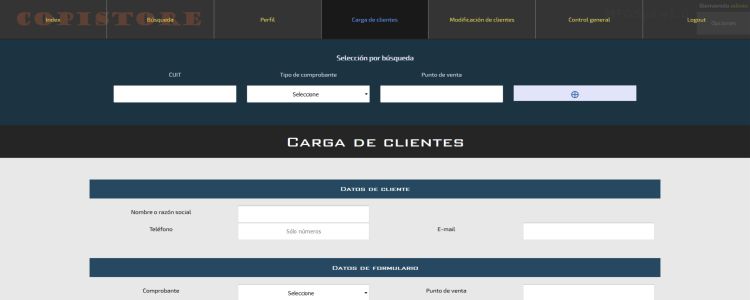 COPISTORE
Bienvenido admin
Index Búsqueda Perfil Carga de clientes Modificación de clientes Control general Logout
Opciones
Selección por búsqueda
CUIT Tipo de comprobante Punto de venta
Seleccione
Carga de clientes
Datos de cliente
Nombre o razón social
Teléfono Sólo números E-mail
Datos de formulario
Comprobante Seleccione Punto de venta